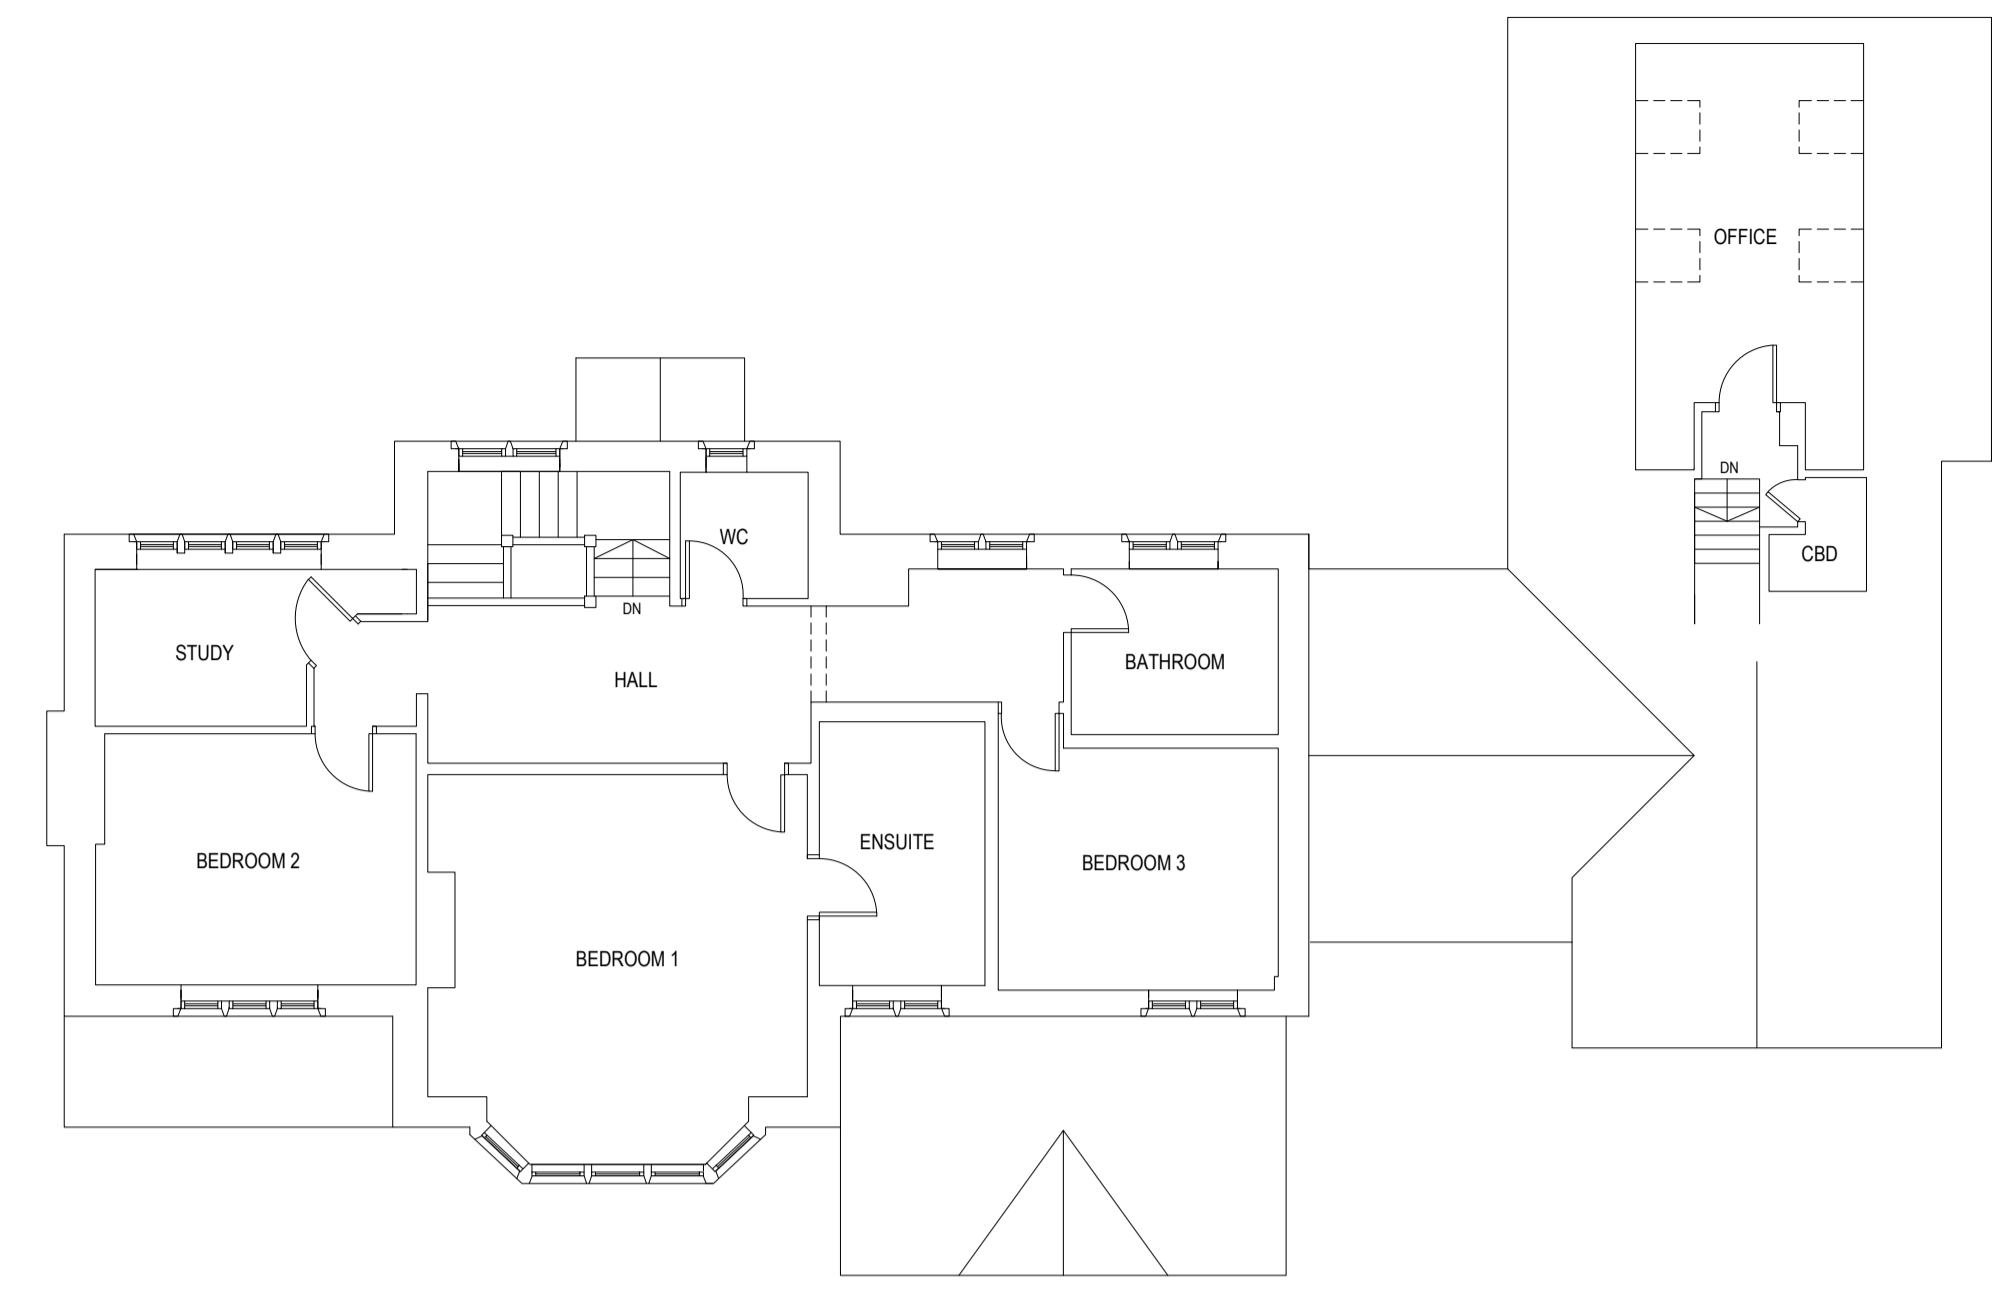 OFFICE
DN
WC
CBD
DN
STUDY
BATHROOM
HALL
ENSUITE
BEDROOM 2
BEDROOM 3
BEDROOM 1